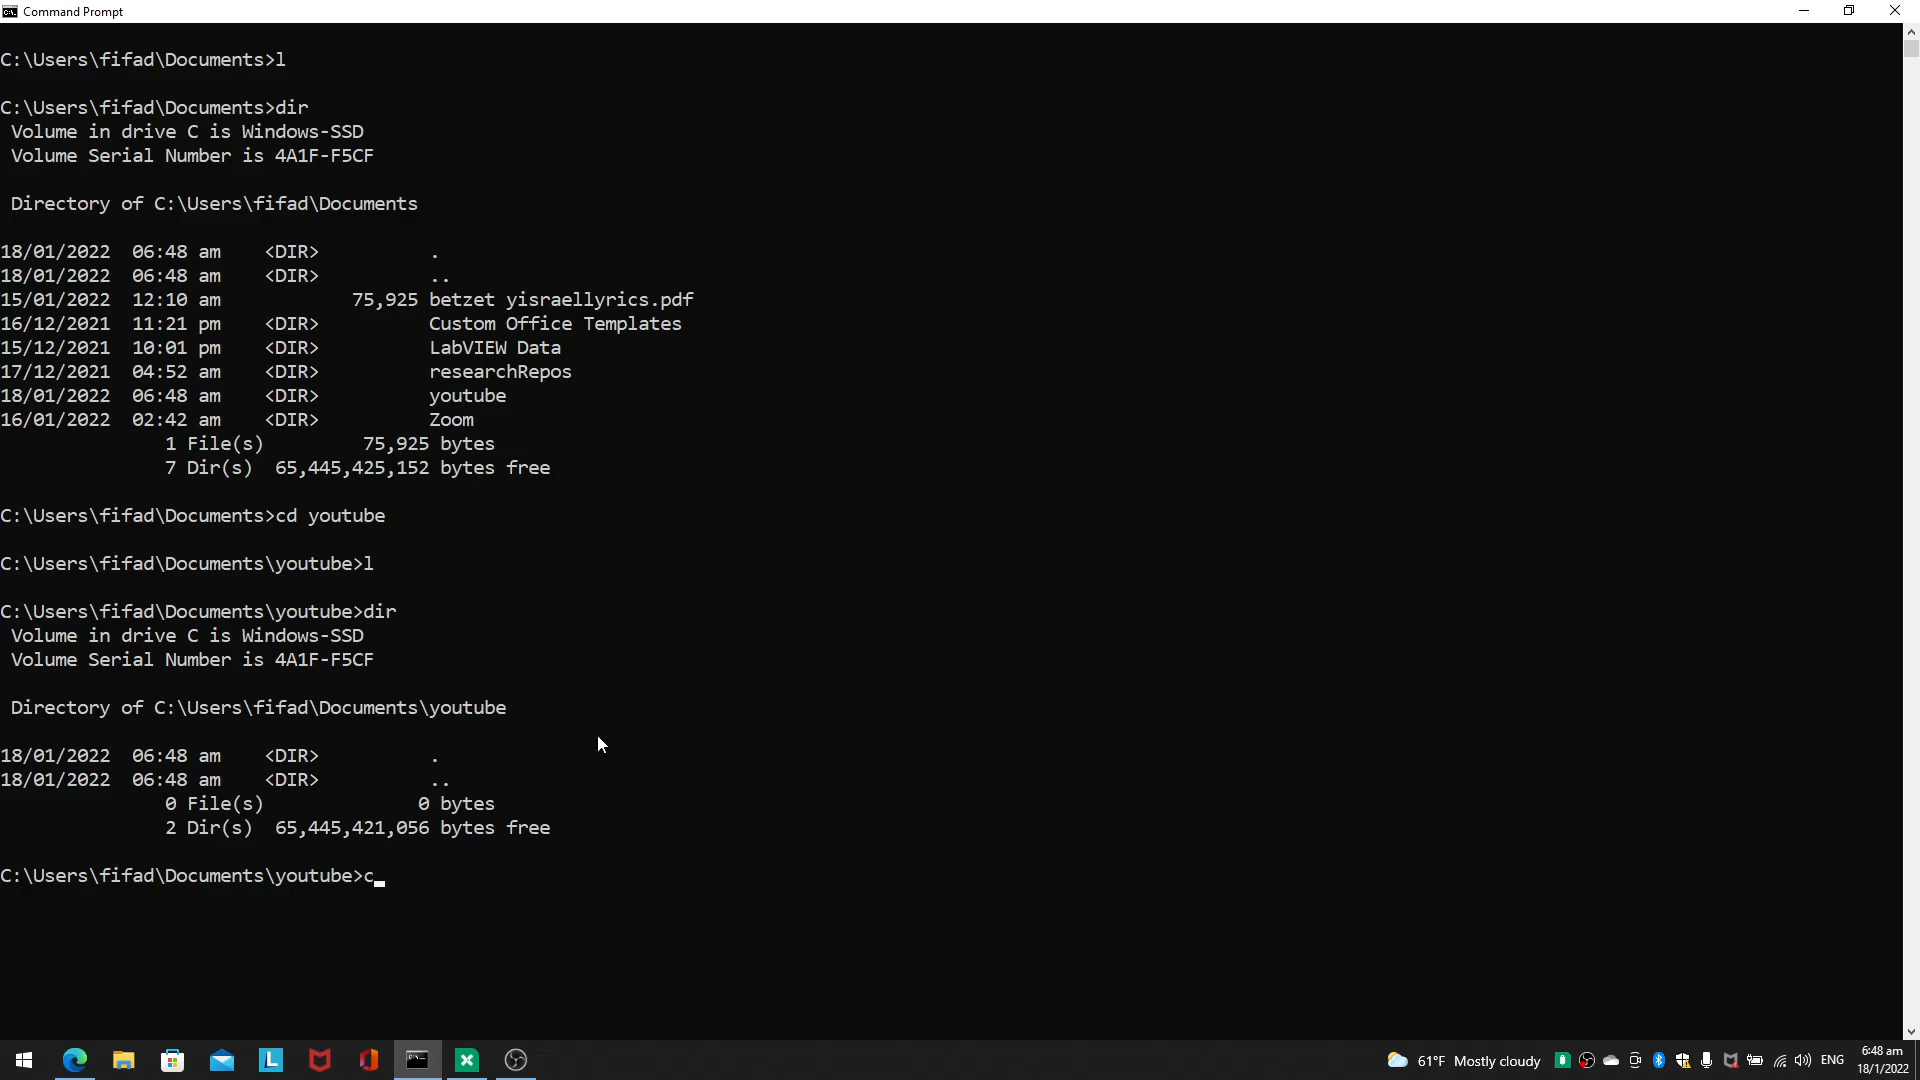 Command Prompt
C:\Users\fifad\Documents>l
C:\Users\fifad\Documents>dir
Volume in drive C is Windows-SSD
Volume Serial Number is 4A1F-F5CF
Directory of C:\Users\fifad\Documents
18/01/2022 06:48 am <DIR> .
18/01/2022 06:48 am <DIR> ..
15/01/2022 12:10 am 75,925 betzet yisraellyrics.pdf
16/12/2021 11:21 pm <DIR> Custom Office Templates
15/12/2021 10:01 pm <DIR> LabVIEW Data
17/12/2021 04:52 am <DIR> researchRepos
18/01/2022 06:48 am <DIR> youtube
16/01/2022 02:42 am <DIR> Zoom
1 File(s) 75,925 bytes
7 Dir(s) 65,445,425,152 bytes free
C:\Users\fifad\Documents>cd youtube
C:\Users\fifad\Documents\youtube>l
C:\Users\fifad\Documents\youtube>dir
Volume in drive C is Windows-SSD
Volume Serial Number is 4A1F-F5CF
Directory of C:\Users\fifad\Documents\youtube
18/01/2022 06:48 am <DIR> .
18/01/2022 06:48 am <DIR> ..
0 File(s) 0 bytes
2 Dir(s) 65,445,421,056 bytes free
C:\Users\fifad\Documents\youtube>c_
61°F Mostly cloudy ENG 6:48 am
18/1/2022